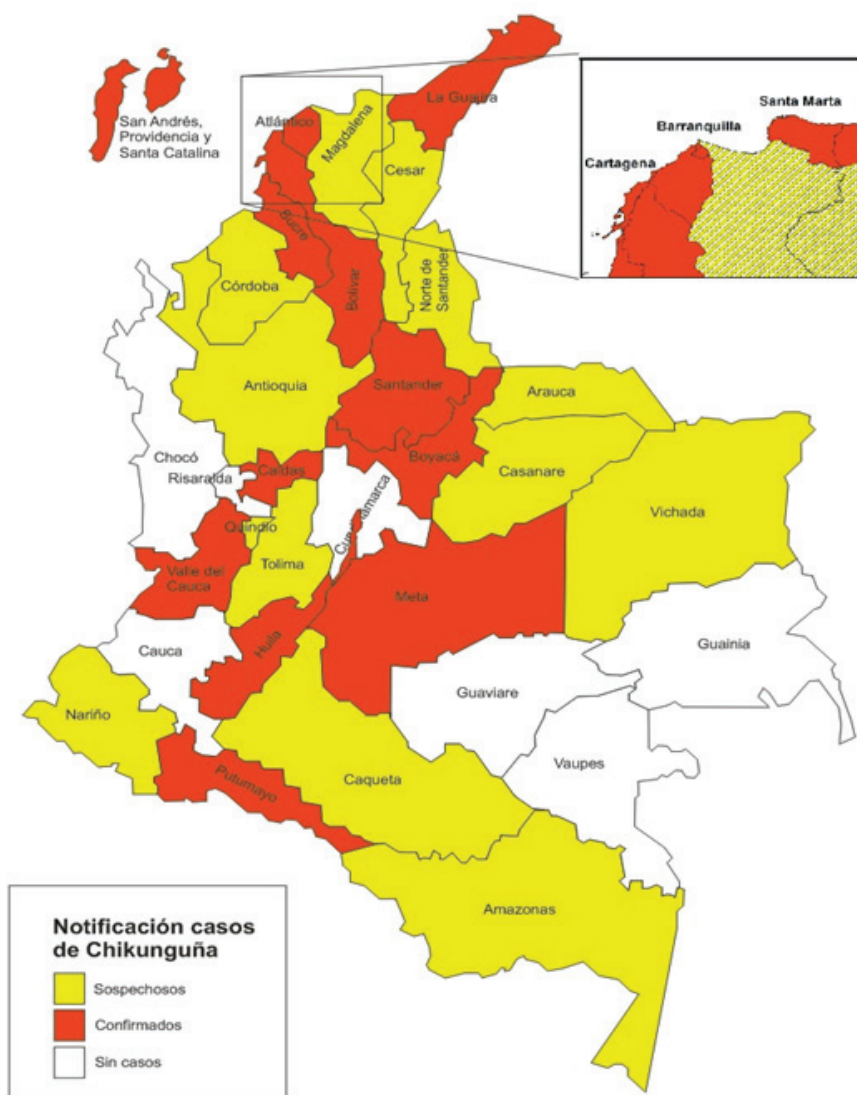 San Andrés,
Providencia y
Santa Catalina
La Guajira
Atlántico
Magdalena
Cesar
Santa Marta
Barranquilla
Cartagena
Sucre
Bolívar
Córdoba
Norte de
Santander
Antioquia
Santander
Arauca
Boyacá
Casanare
Chocó
Risaralda
Caldas
Cundinamarca
Vichada
Quindío
Tolima
Valle del
Cauca
Meta
Huila
Cauca
Guainia
Guaviare
Nariño
Vaupes
Putumayo
Caqueta
Amazonas
Notificación casos
de Chikunguña
Sospechosos
Confirmados
Sin casos